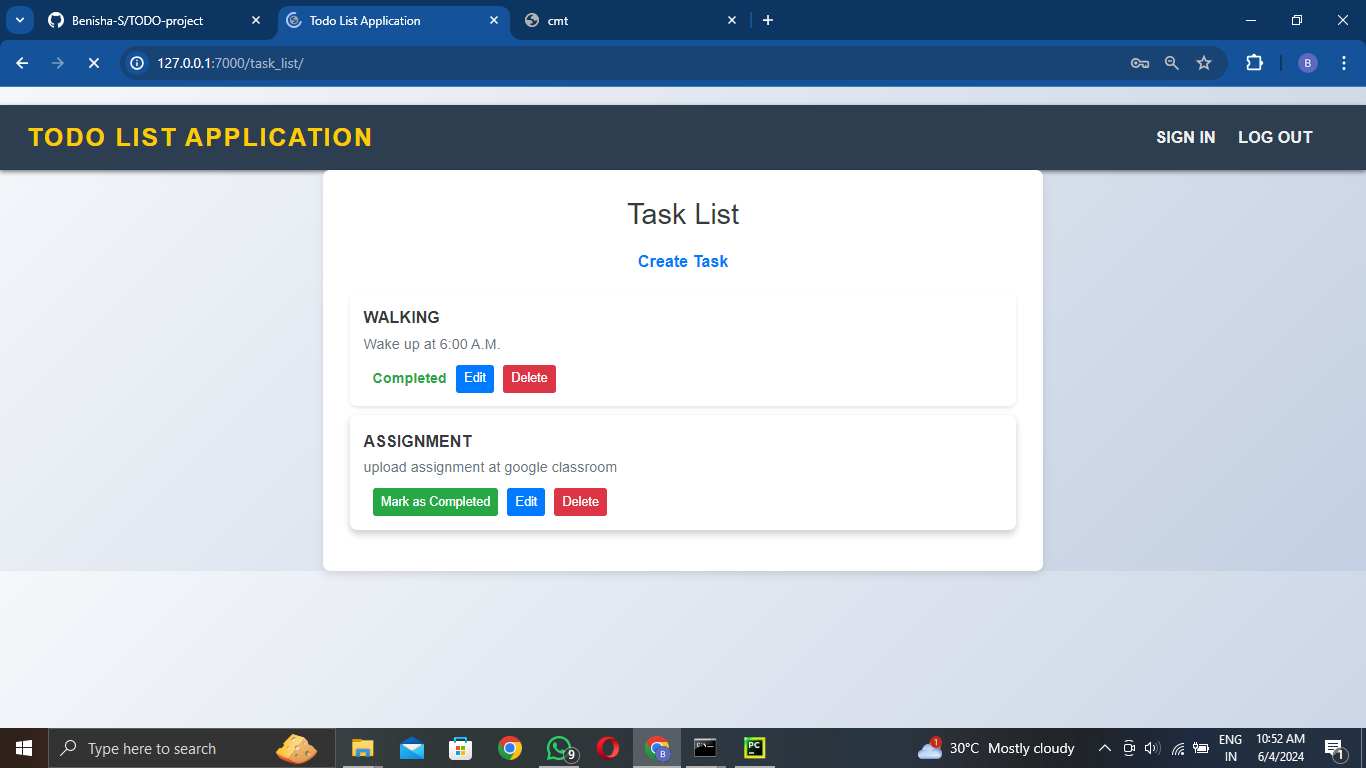 Benisha-S/TODO-project
Todo List Application
cmt
127.0.0.1:7000/task_list/
B
TODO LIST APPLICATION
SIGN IN
LOG OUT
Task List
Create Task
WALKING
Wake up at 6:00 A.M.
Completed Edit Delete
ASSIGNMENT
upload assignment at google classroom
Mark as Completed Edit Delete
Type here to search
9
B
PC
1
30°C Mostly cloudy
ENG
IN
10:52 AM
6/4/2024
1